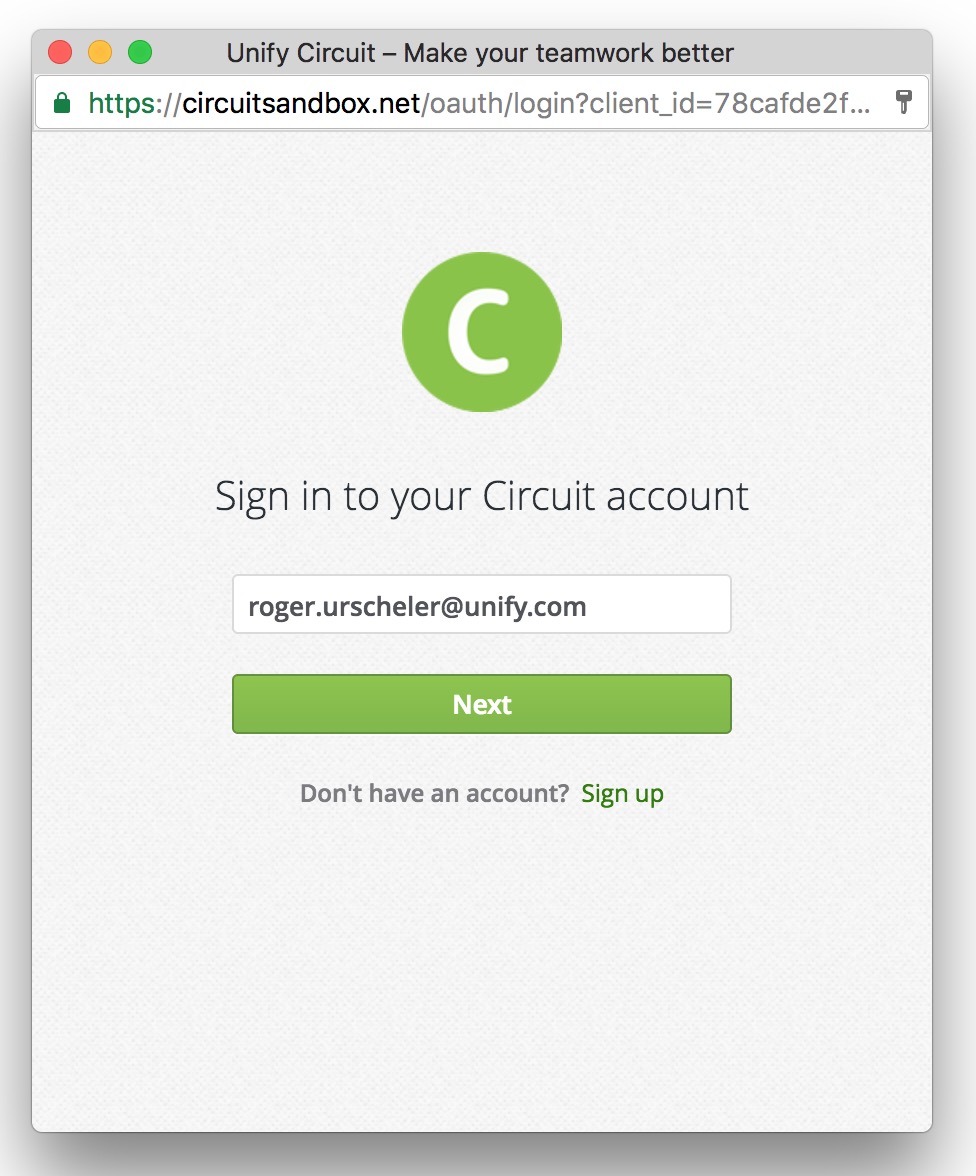 Unify Circuit – Make your teamwork better
https://circuitsandbox.net/oauth/login?client_id=78cafde2f...
C
Sign in to your Circuit account
roger.urscheler@unify.com
Next
Don't have an account? Sign up